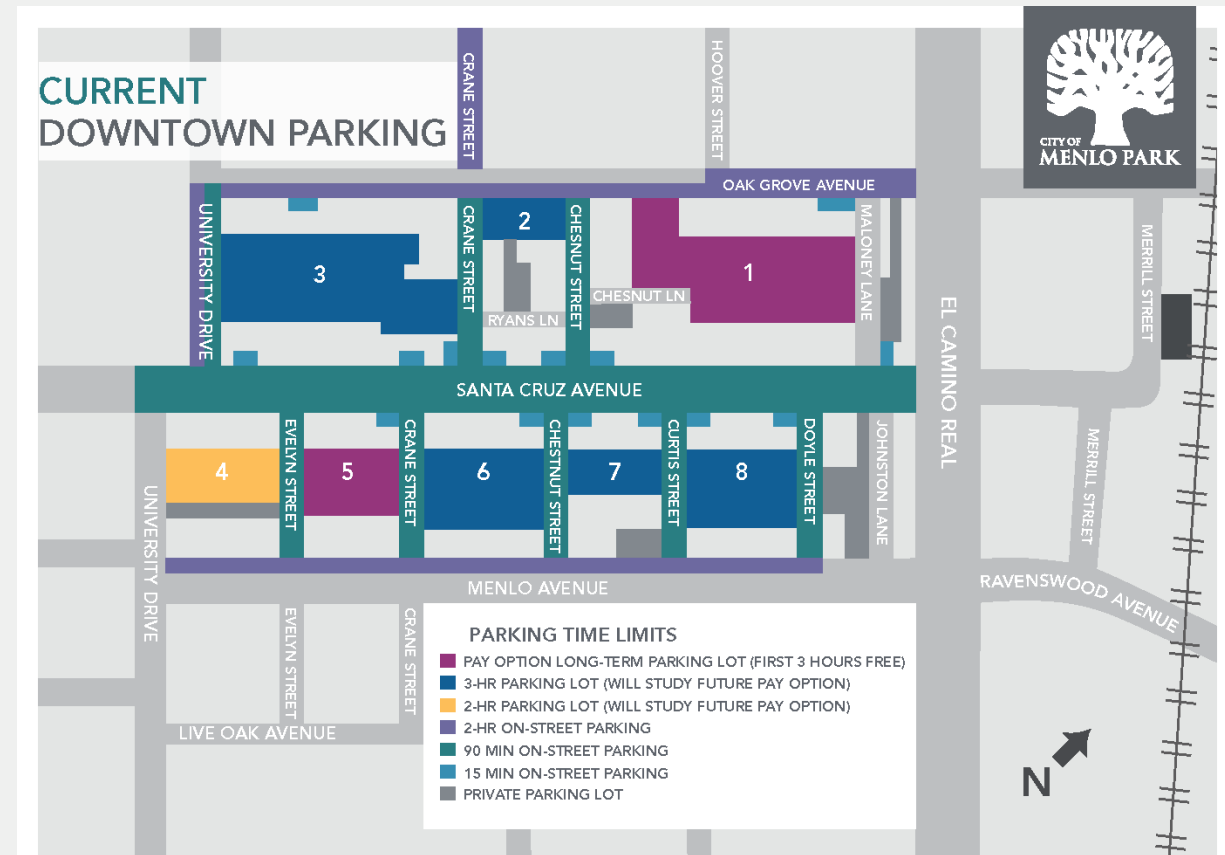 CURRENT
DOWNTOWN PARKING
CITY OF
MENLO PARK
CRANE STREET
HOOVER STREET
OAK GROVE AVENUE
UNIVERSITY DRIVE
CRANE STREET
CHESNUT STREET
MALONEY LANE
MERRILL STREET
2
3
1
CHESNUT LN
RYANS LN
EL CAMINO REAL
SANTA CRUZ AVENUE
EVELYN STREET
CRANE STREET
CHESTNUT STREET
CURTIS STREET
DOYLE STREET
JOHNSTON LANE
MERRILL STREET
4
5
6
7
8
UNIVERSITY DRIVE
MENLO AVENUE
RAVENSWOOD AVENUE
EVELYN STREET
CRANE STREET
LIVE OAK AVENUE
PARKING TIME LIMITS
PAY OPTION LONG-TERM PARKING LOT (FIRST 3 HOURS FREE)
3-HR PARKING LOT (WILL STUDY FUTURE PAY OPTION)
2-HR PARKING LOT (WILL STUDY FUTURE PAY OPTION)
2-HR ON-STREET PARKING
90 MIN ON-STREET PARKING
15 MIN ON-STREET PARKING
PRIVATE PARKING LOT
N